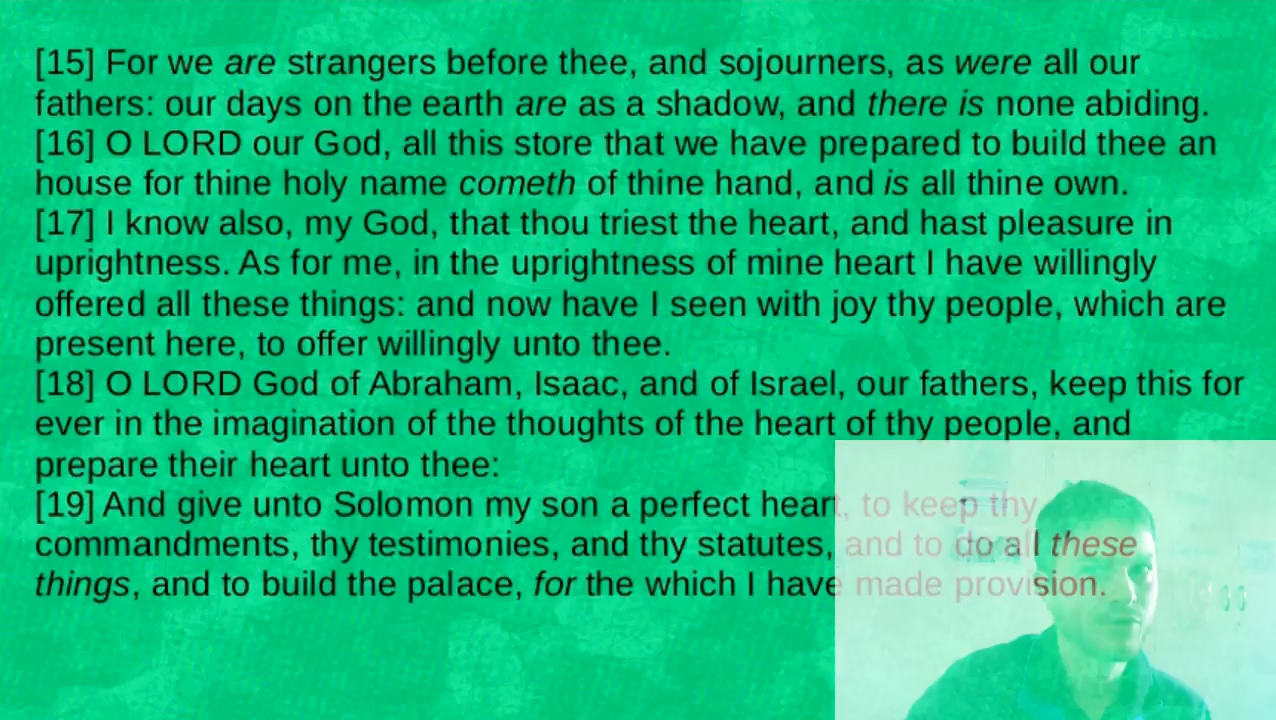 [15] For we are strangers before thee, and sojourners, as were all our
fathers: our days on the earth are as a shadow, and there is none abiding.
[16] O LORD our God, all this store that we have prepared to build thee an
house for thine holy name cometh of thine hand, and is all thine own.
[17] I know also, my God, that thou triest the heart, and hast pleasure in
uprightness. As for me, in the uprightness of mine heart I have willingly
offered all these things: and now have I seen with joy thy people, which are
present here, to offer willingly unto thee.
[18] O LORD God of Abraham, Isaac, and of Israel, our fathers, keep this for
ever in the imagination of the thoughts of the heart of thy people, and
prepare their heart unto thee:
[19] And give unto Solomon my son a perfect heart, to keep thy
commandments, thy testimonies, and thy statutes, and to do all these
things, and to build the palace, for the which I have made provision.